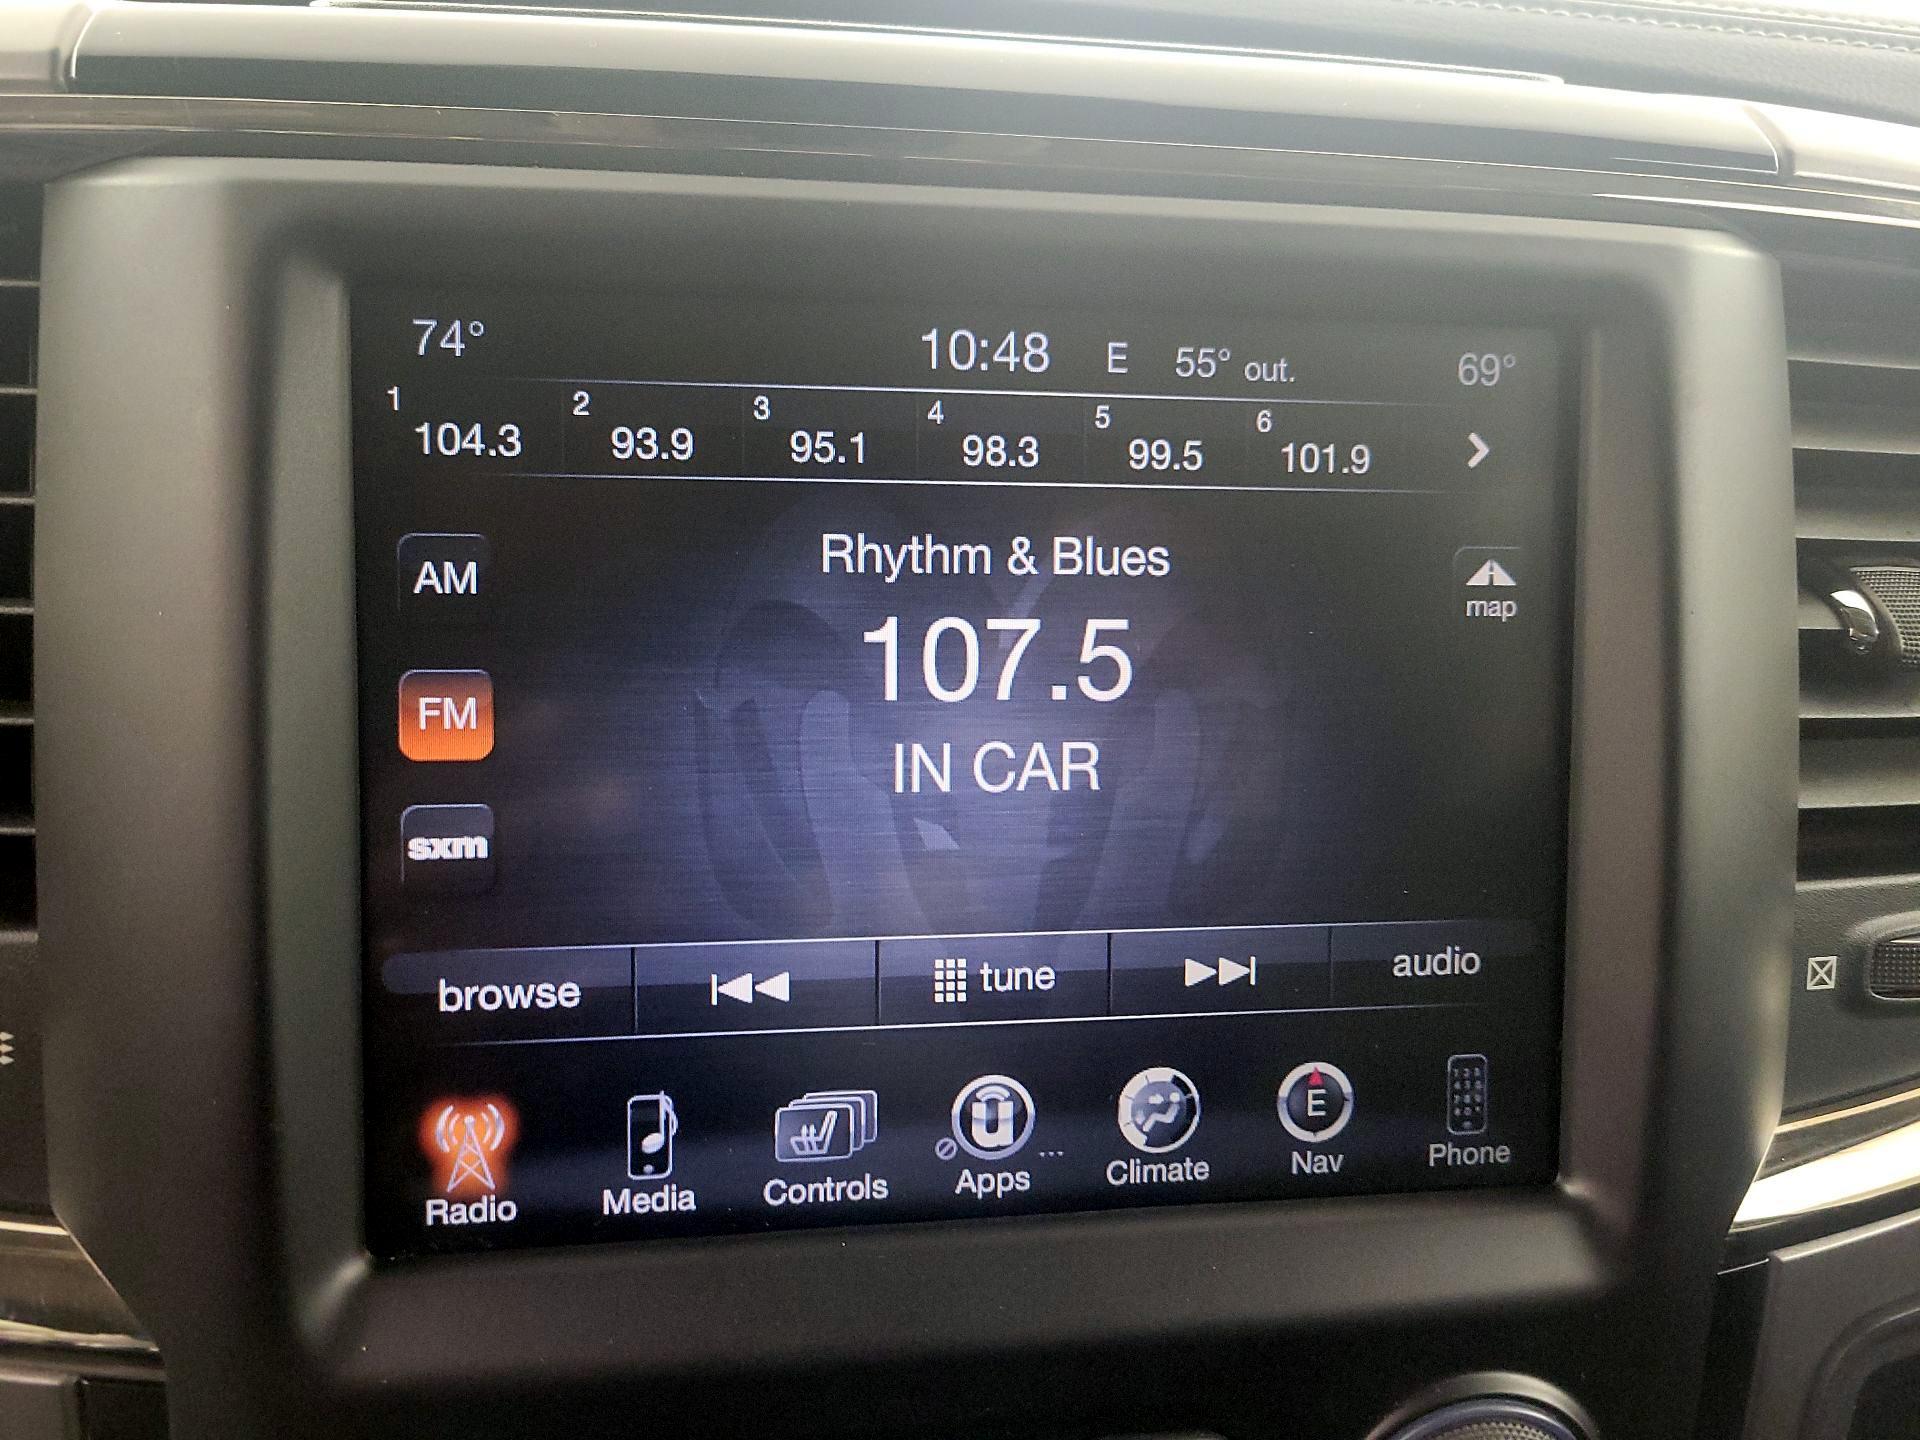 74° 10:48 E 55° out. 69°
1 104.3 2 93.9 3 95.1 4 98.3 5 99.5 6 101.9
Rhythm & Blues
AM
map
107.5
FM
IN CAR
sxm
browse tune audio
E
Radio Media Controls Apps ... Climate Nav Phone